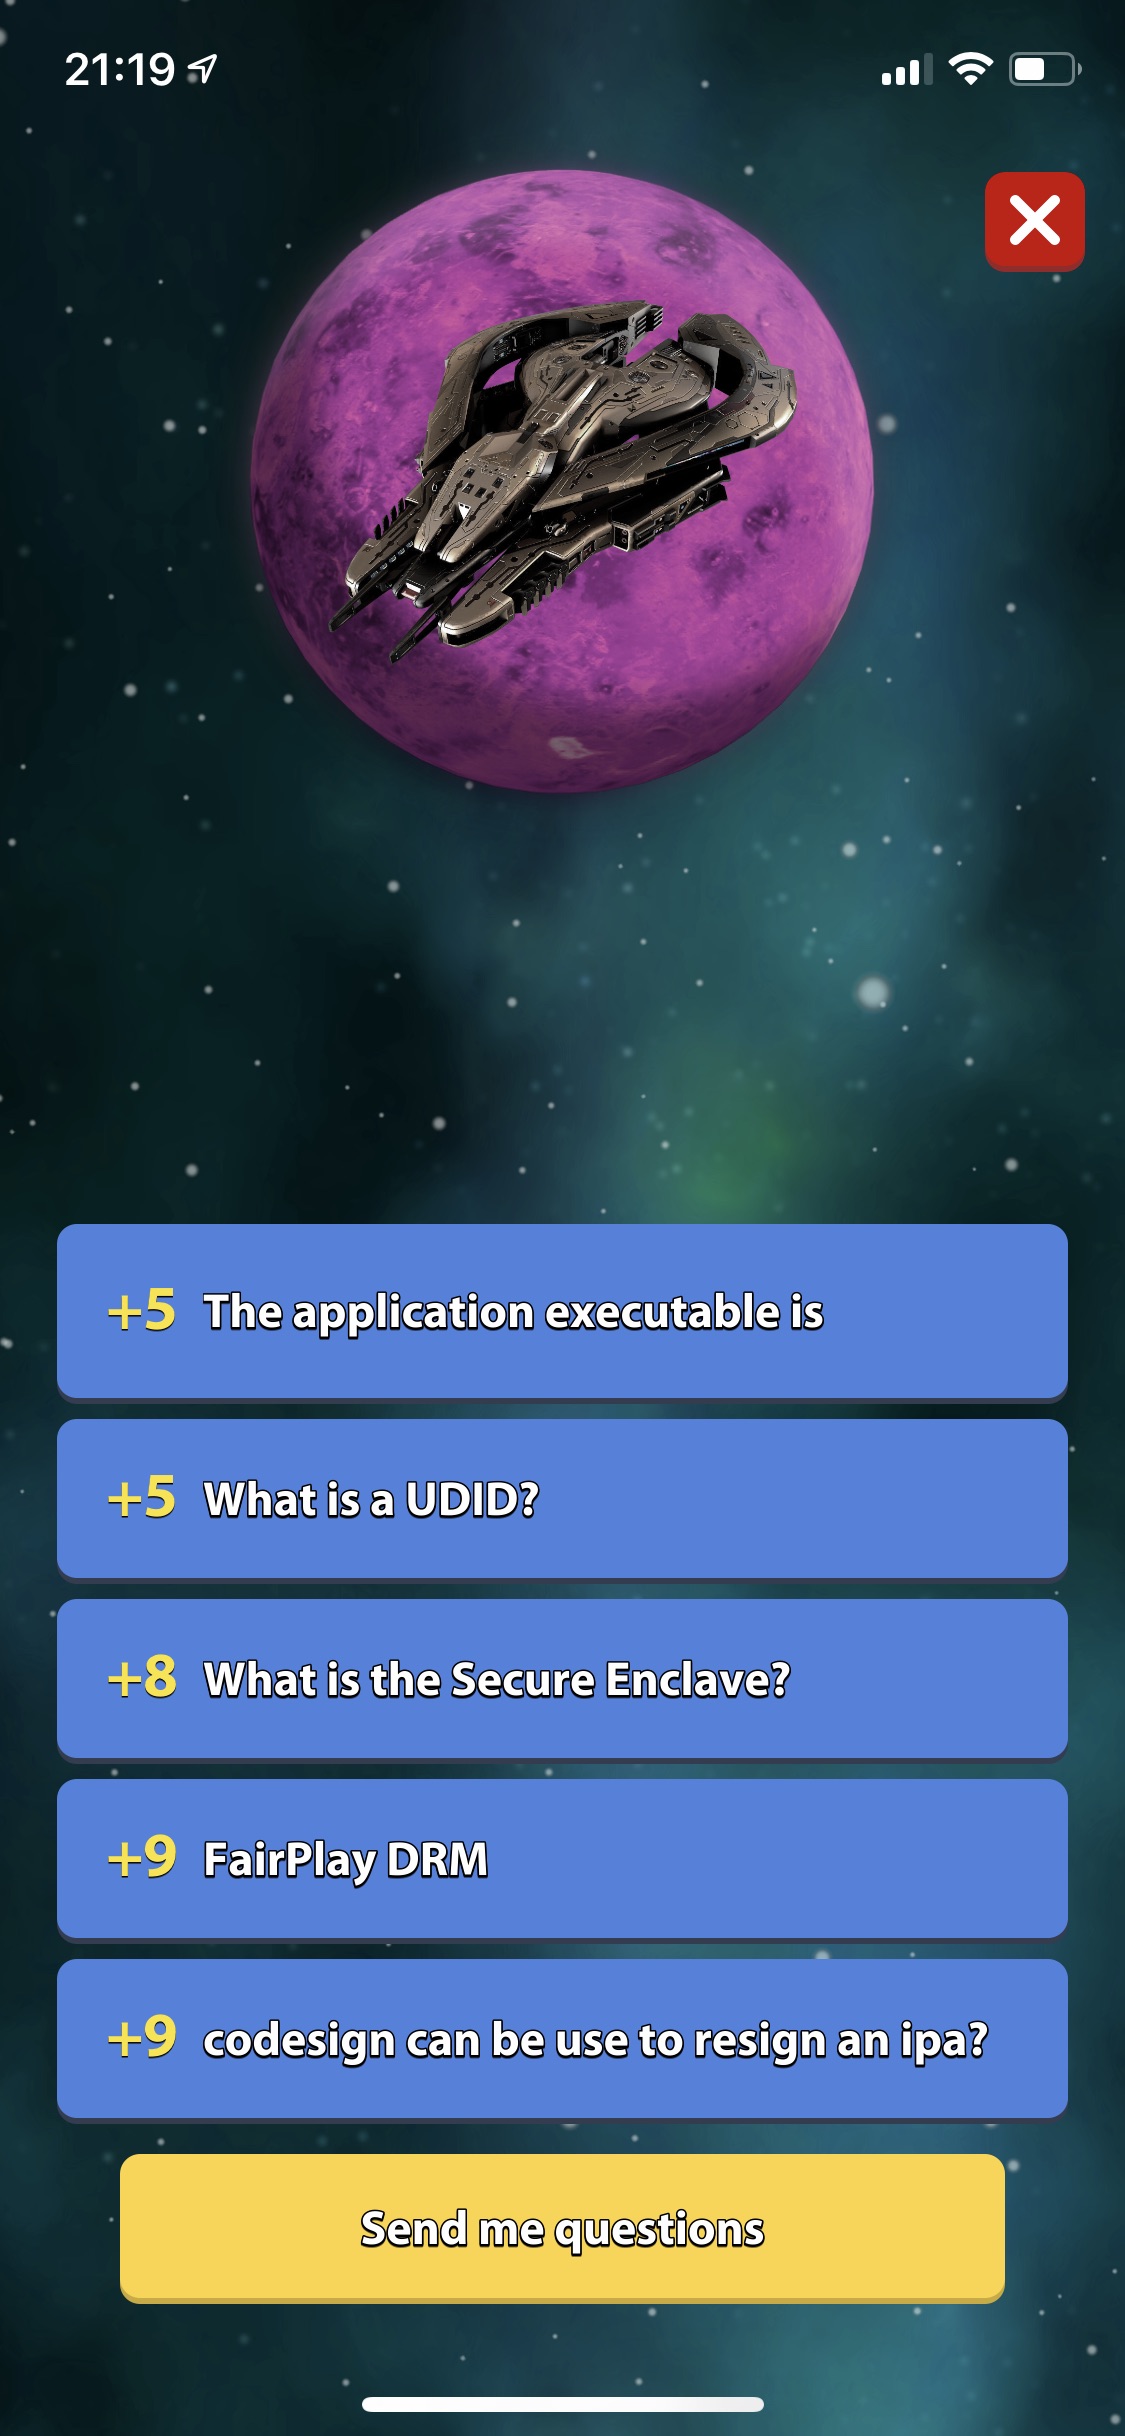 21:19
+5 The application executable is
+5 What is a UDID?
+8 What is the Secure Enclave?
+9 FairPlay DRM
+9 codesign can be use to resign an ipa?
Send me questions